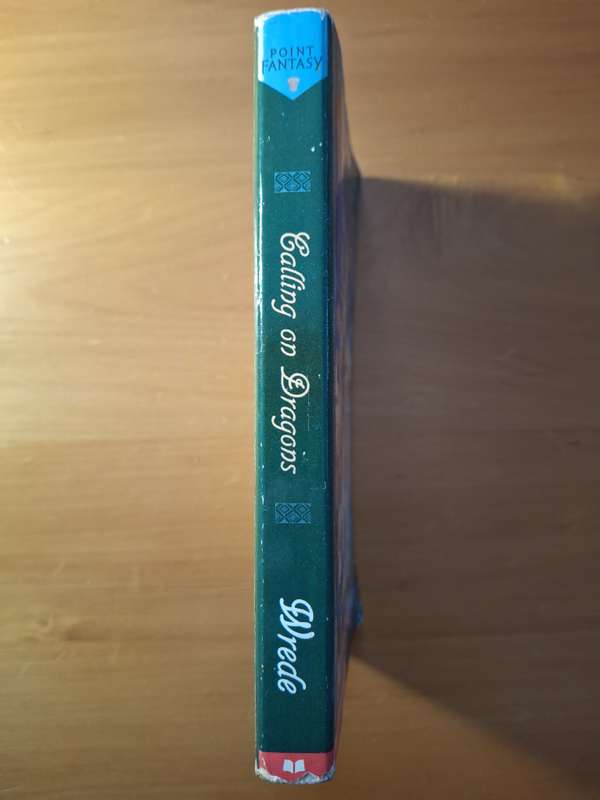 POINT
FANTASY
Calling on Dragons
Wrede